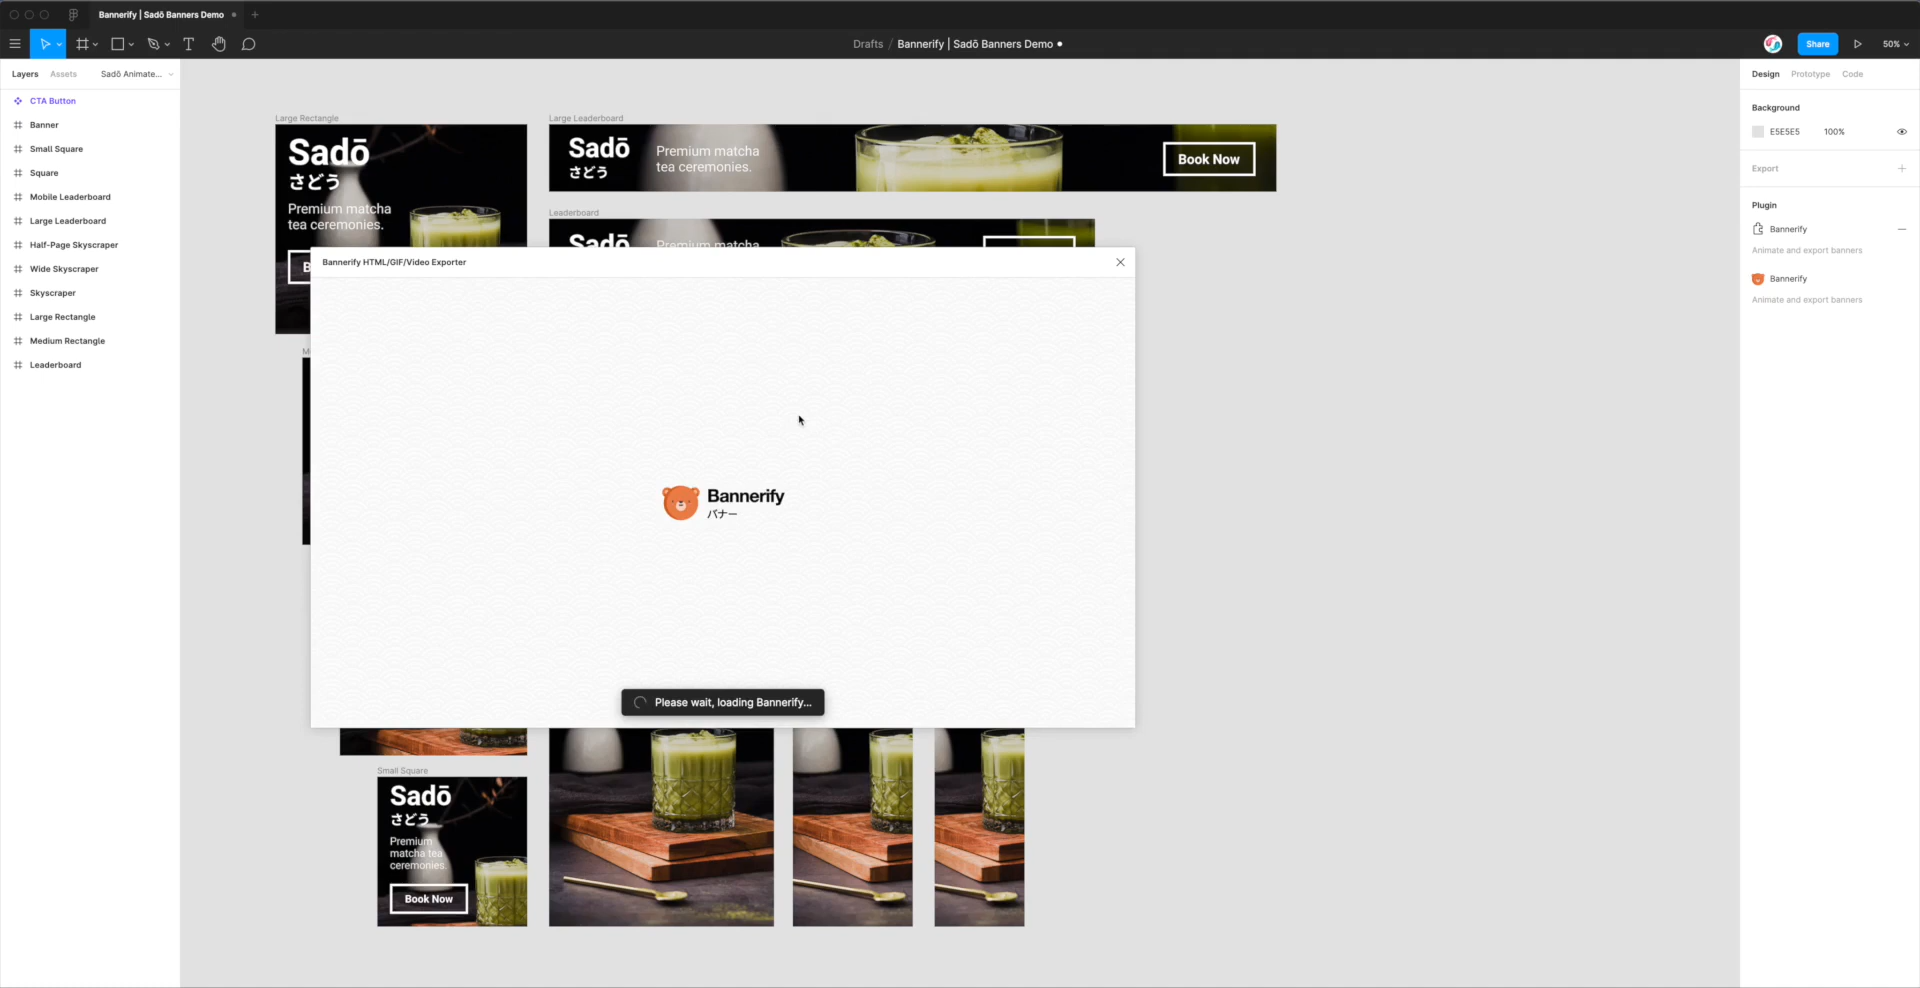 Bannerify | Sadō Banners Demo
Drafts / Bannerify | Sadō Banners Demo
Share
50%
Layers
Assets
Sadō Animate...
CTA Button
Banner
Small Square
Square
Mobile Leaderboard
Large Leaderboard
Half-Page Skyscraper
Wide Skyscraper
Skyscraper
Large Rectangle
Medium Rectangle
Leaderboard
Large Rectangle
Sadō
さどう
Premium matcha
tea ceremonies.
B
Large Leaderboard
Sadō
さどう
Premium matcha
tea ceremonies.
Book Now
Leaderboard
Sadō
Premium matcha
M
Bannerify HTML/GIF/Video Exporter
Bannerify
バナー
Please wait, loading Bannerify...
Small Square
Sadō
さどう
Premium
matcha tea
ceremonies.
Book Now
Design
Prototype
Code
Background
E5E5E5
100%
Export
Plugin
Bannerify
Animate and export banners
Bannerify
Animate and export banners